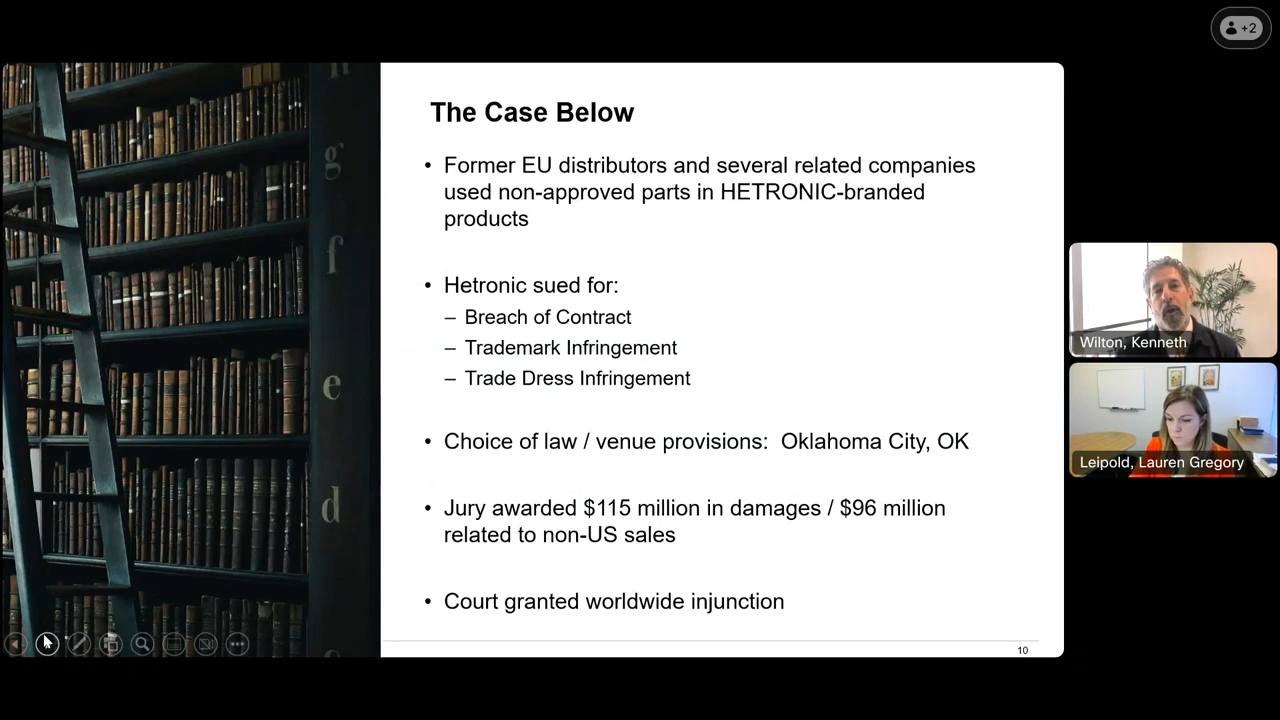 +2
The Case Below
• Former EU distributors and several related companies
used non-approved parts in HETRONIC-branded
products
• Hetronic sued for:
– Breach of Contract
– Trademark Infringement
– Trade Dress Infringement
• Choice of law / venue provisions: Oklahoma City, OK
• Jury awarded $115 million in damages / $96 million
related to non-US sales
• Court granted worldwide injunction
10
g
f
e
d
Wilton, Kenneth
Leipold, Lauren Gregory